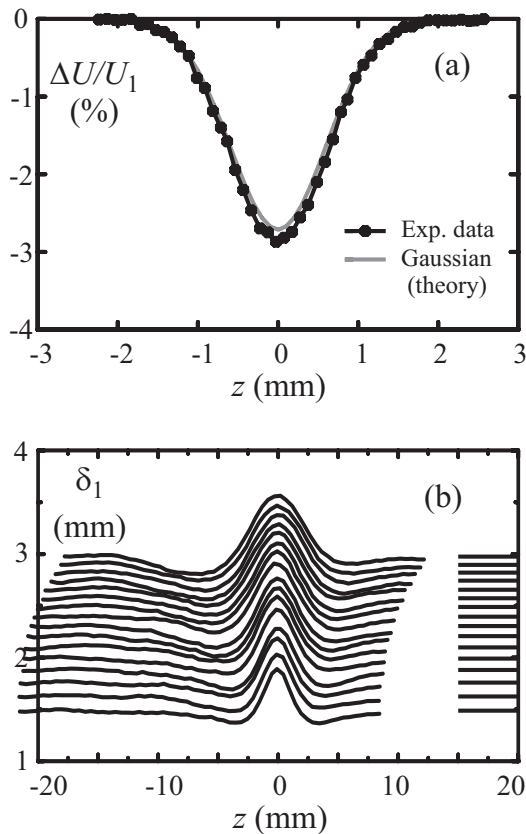 0
(a)
ΔU/U1
(%)
-1
-2
-3
-4
Exp. data
Gaussian
(theory)
-3 -2 -1 0 1 2 3
z (mm)
4
δ1
(b)
(mm)
3
2
1
-20 -10 0 10 20
z (mm)